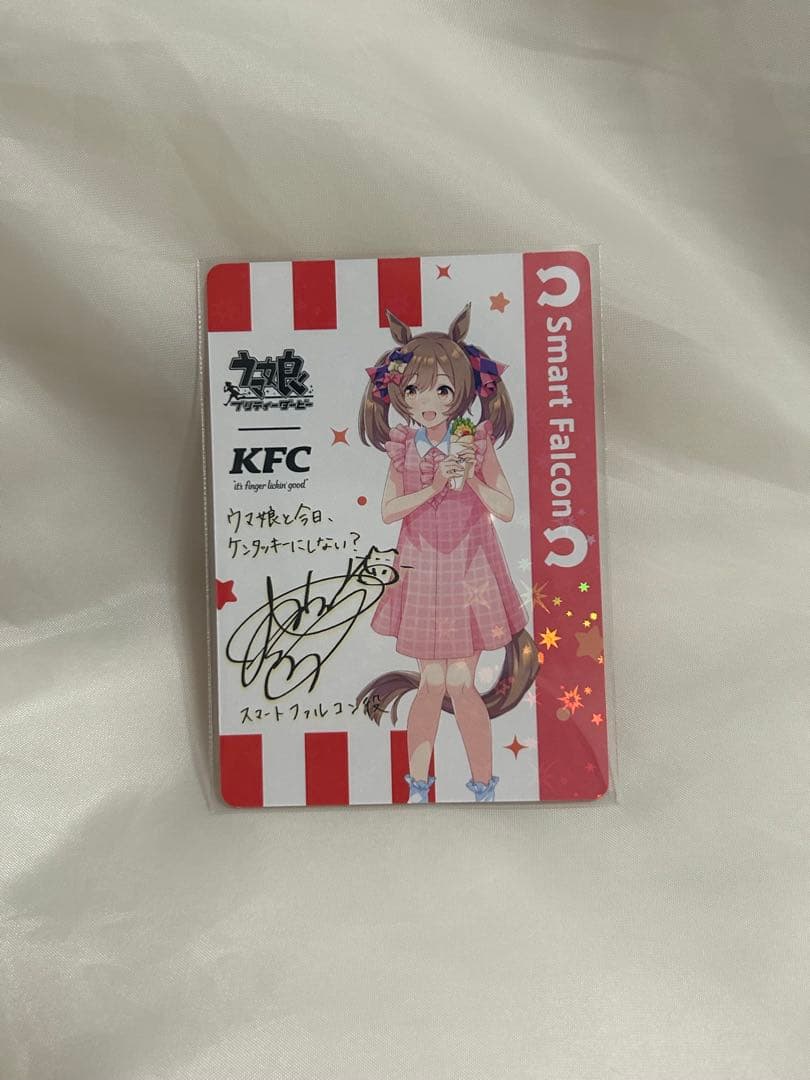 ウマ娘
プリティーダービー
KFC
"it's finger lickin' good"
ウマ娘と今日、
ケンタッキーにしない?
スマートファルコン役
Smart Falcon